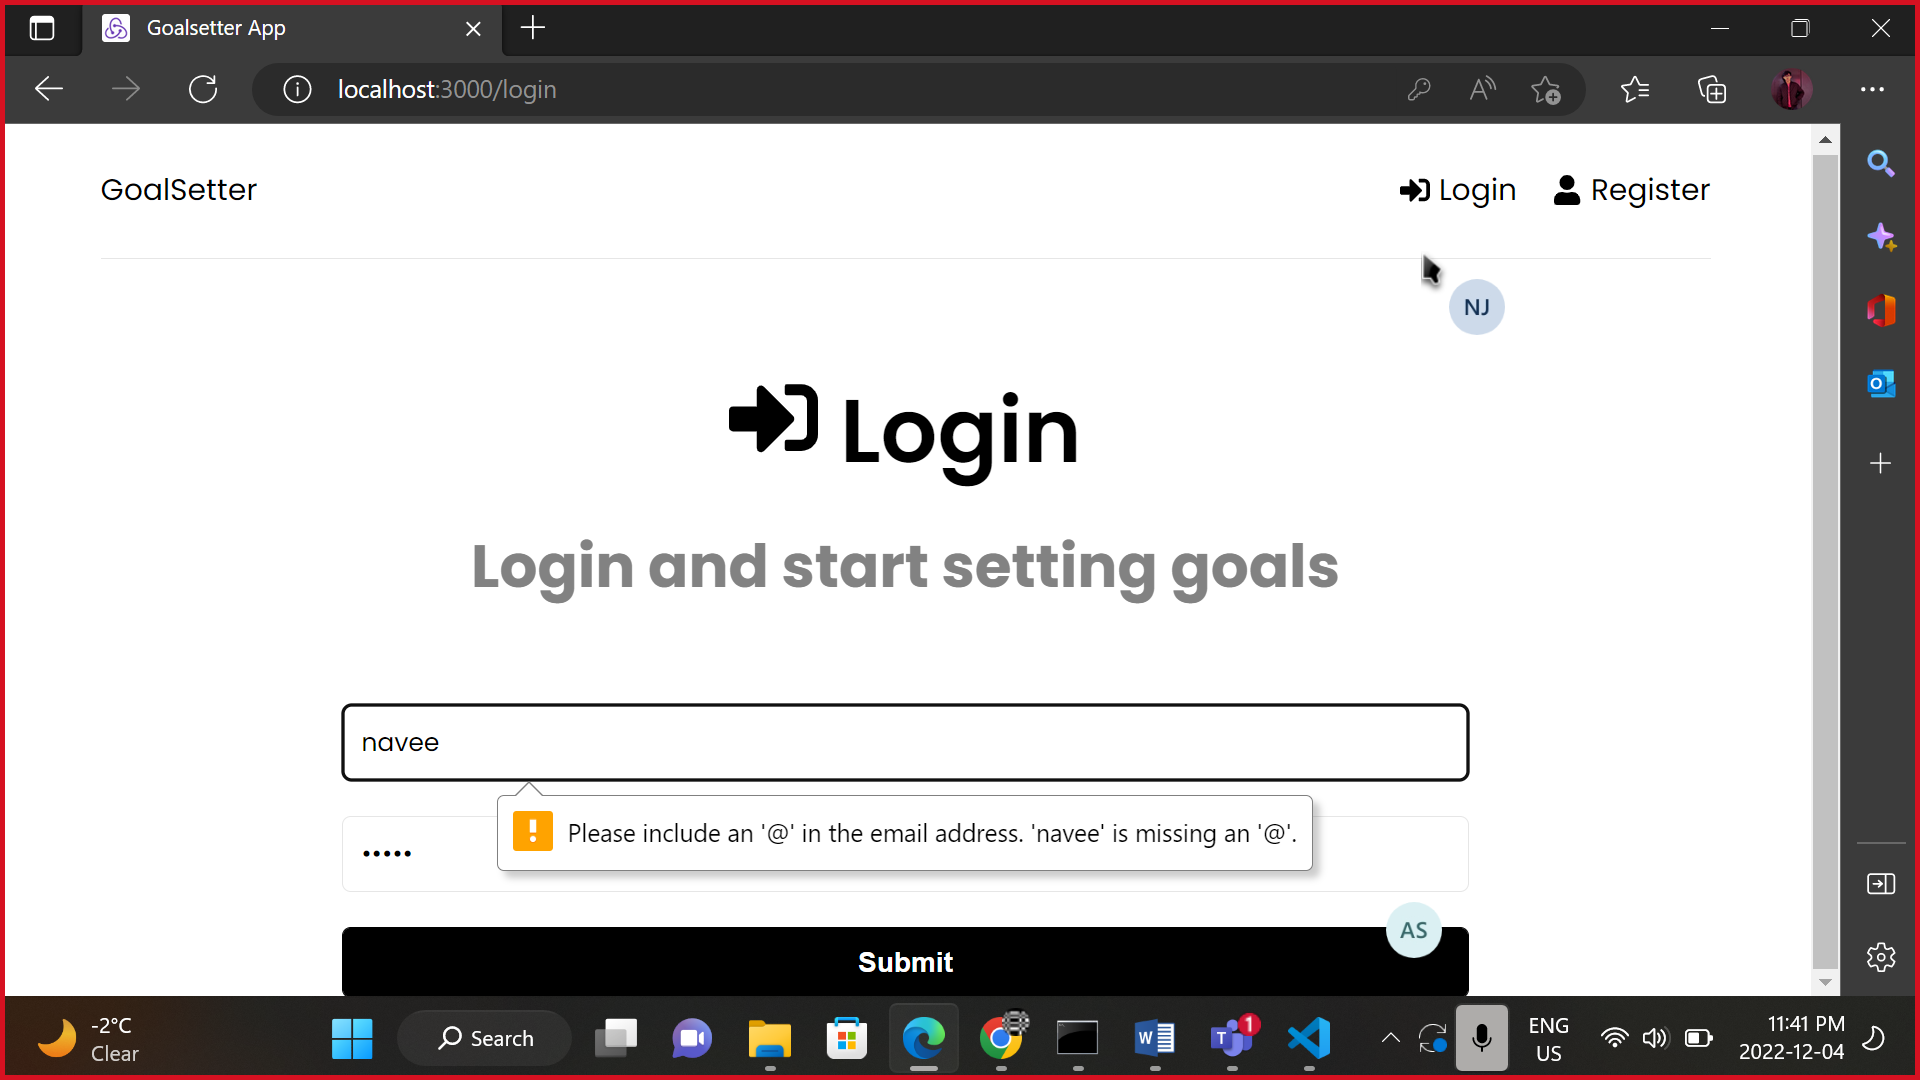 Goalsetter App
localhost:3000/login
GoalSetter
Login
Register
NJ
Login
Login and start setting goals
navee
Please include an '@' in the email address. 'navee' is missing an '@'.
•••••
AS
Submit
-2°C
Clear
Search
1
ENG
US
11:41 PM
2022-12-04